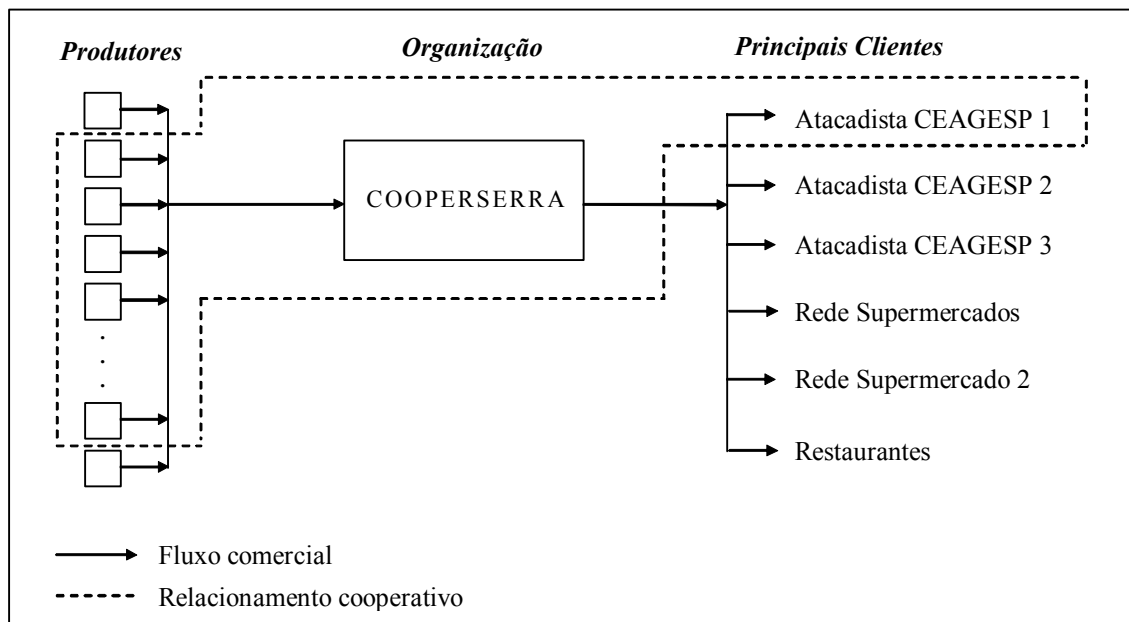 Produtores Organização Principais Clientes
Atacadista CEAGESP 1
Atacadista CEAGESP 2
COOPERSERRA
Atacadista CEAGESP 3
Rede Supermercados
Rede Supermercado 2
Restaurantes
Fluxo comercial
Relacionamento cooperativo